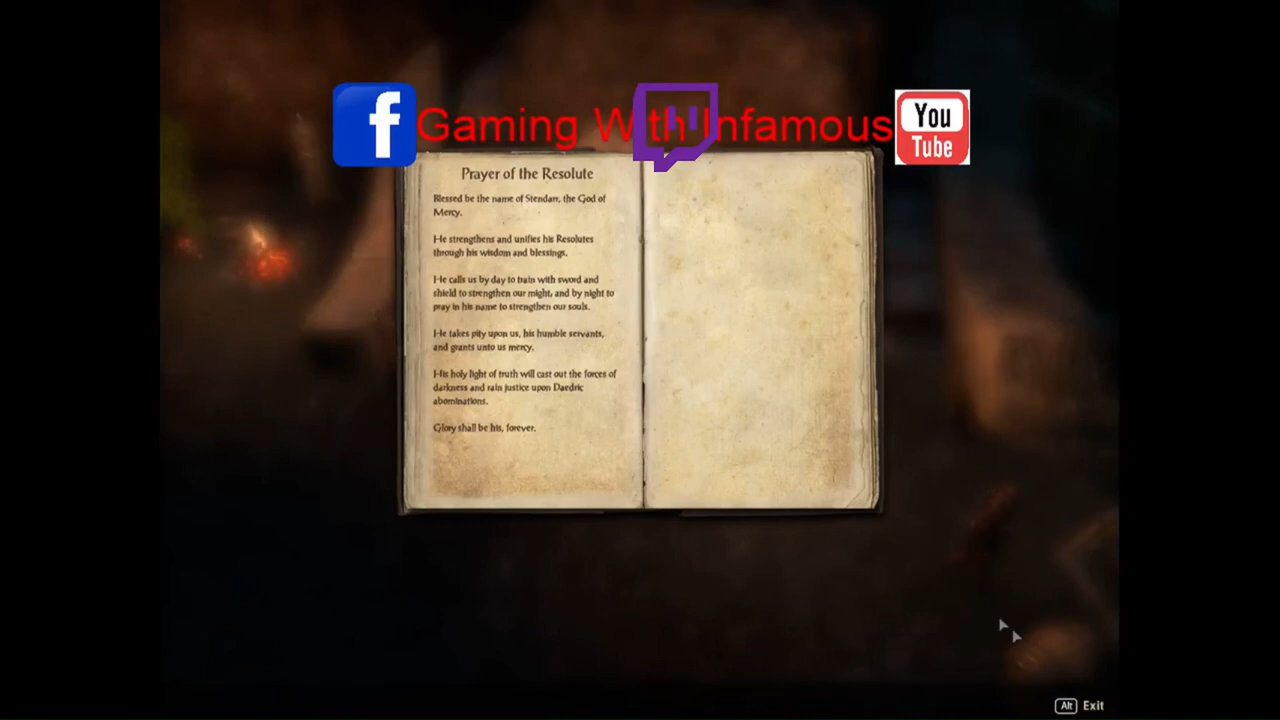 f Gaming With Infamous You
Tube
Prayer of the Resolute
Blessed be the name of Stendarr, the God of
Mercy.
He strengthens and unifies his Resolutes
through his wisdom and blessings.
He calls us by day to train with sword and
shield to strengthen our might, and by night to
pray in his name to strengthen our souls.
He takes pity upon us, his humble servants,
and grants unto us mercy.
His holy light of truth will cast out the forces of
darkness and rain justice upon Daedric
abominations.
Glory shall be his, forever.
Alt Exit